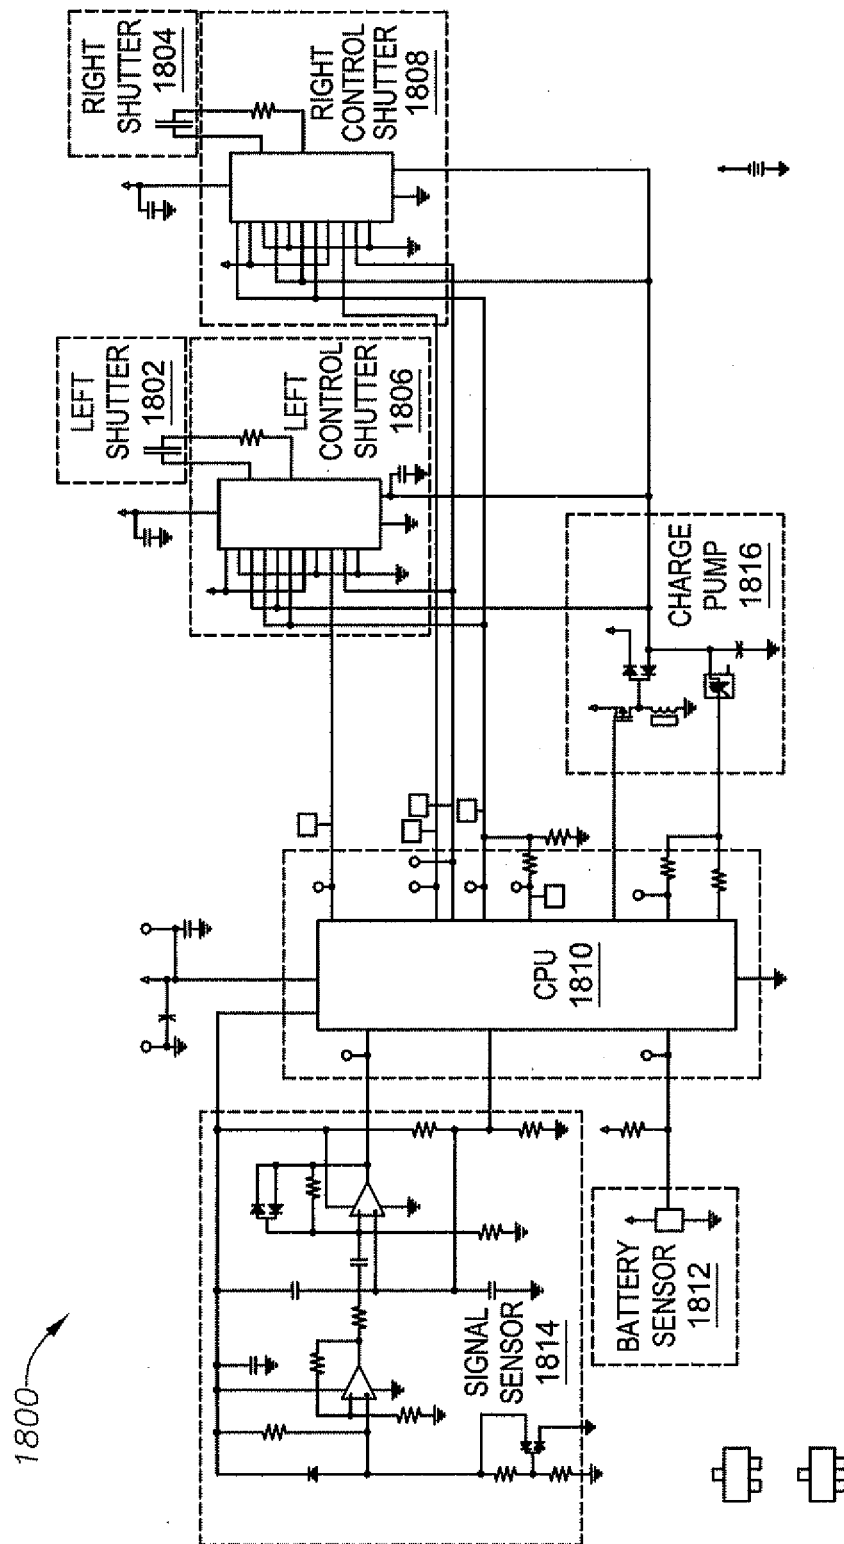 1800
SIGNAL
SENSOR
1814
BATTERY
SENSOR
1812
CPU
1810
CHARGE
PUMP
1816
LEFT
SHUTTER
1802
LEFT
CONTROL
SHUTTER
1806
RIGHT
SHUTTER
1804
RIGHT
CONTROL
SHUTTER
1808